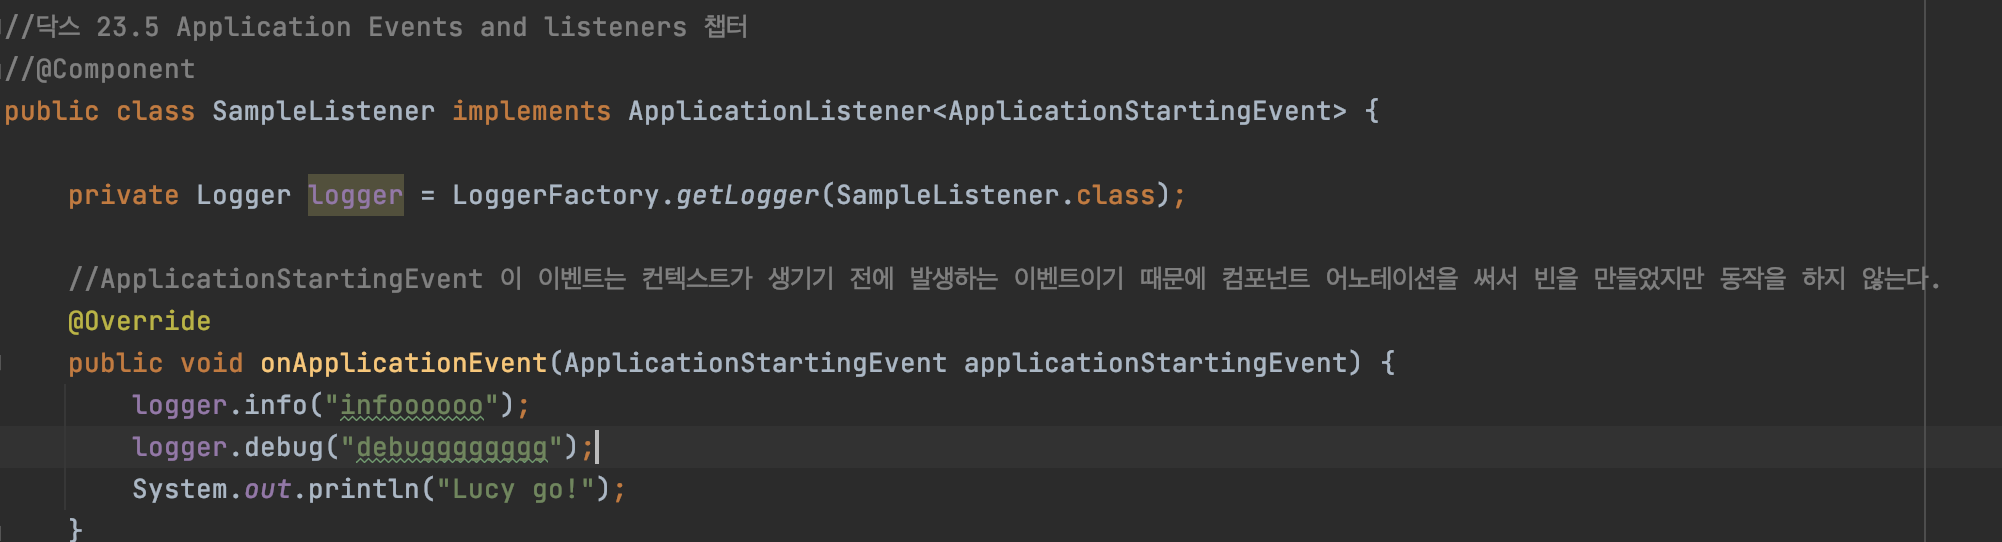 //닥스 23.5 Application Events and listeners 챕터
//@Component
public class SampleListener implements ApplicationListener<ApplicationStartingEvent> {
private Logger logger = LoggerFactory.getLogger(SampleListener.class);
//ApplicationStartingEvent 이 이벤트는 컨텍스트가 생기기 전에 발생하는 이벤트이기 때문에 컴포넌트 어노테이션을 써서 빈을 만들었지만 동작을 하지 않는다.
@Override
public void onApplicationEvent(ApplicationStartingEvent applicationStartingEvent) {
logger.info("infoooooo");
logger.debug("debugggggggg");
System.out.println("Lucy go!");
}